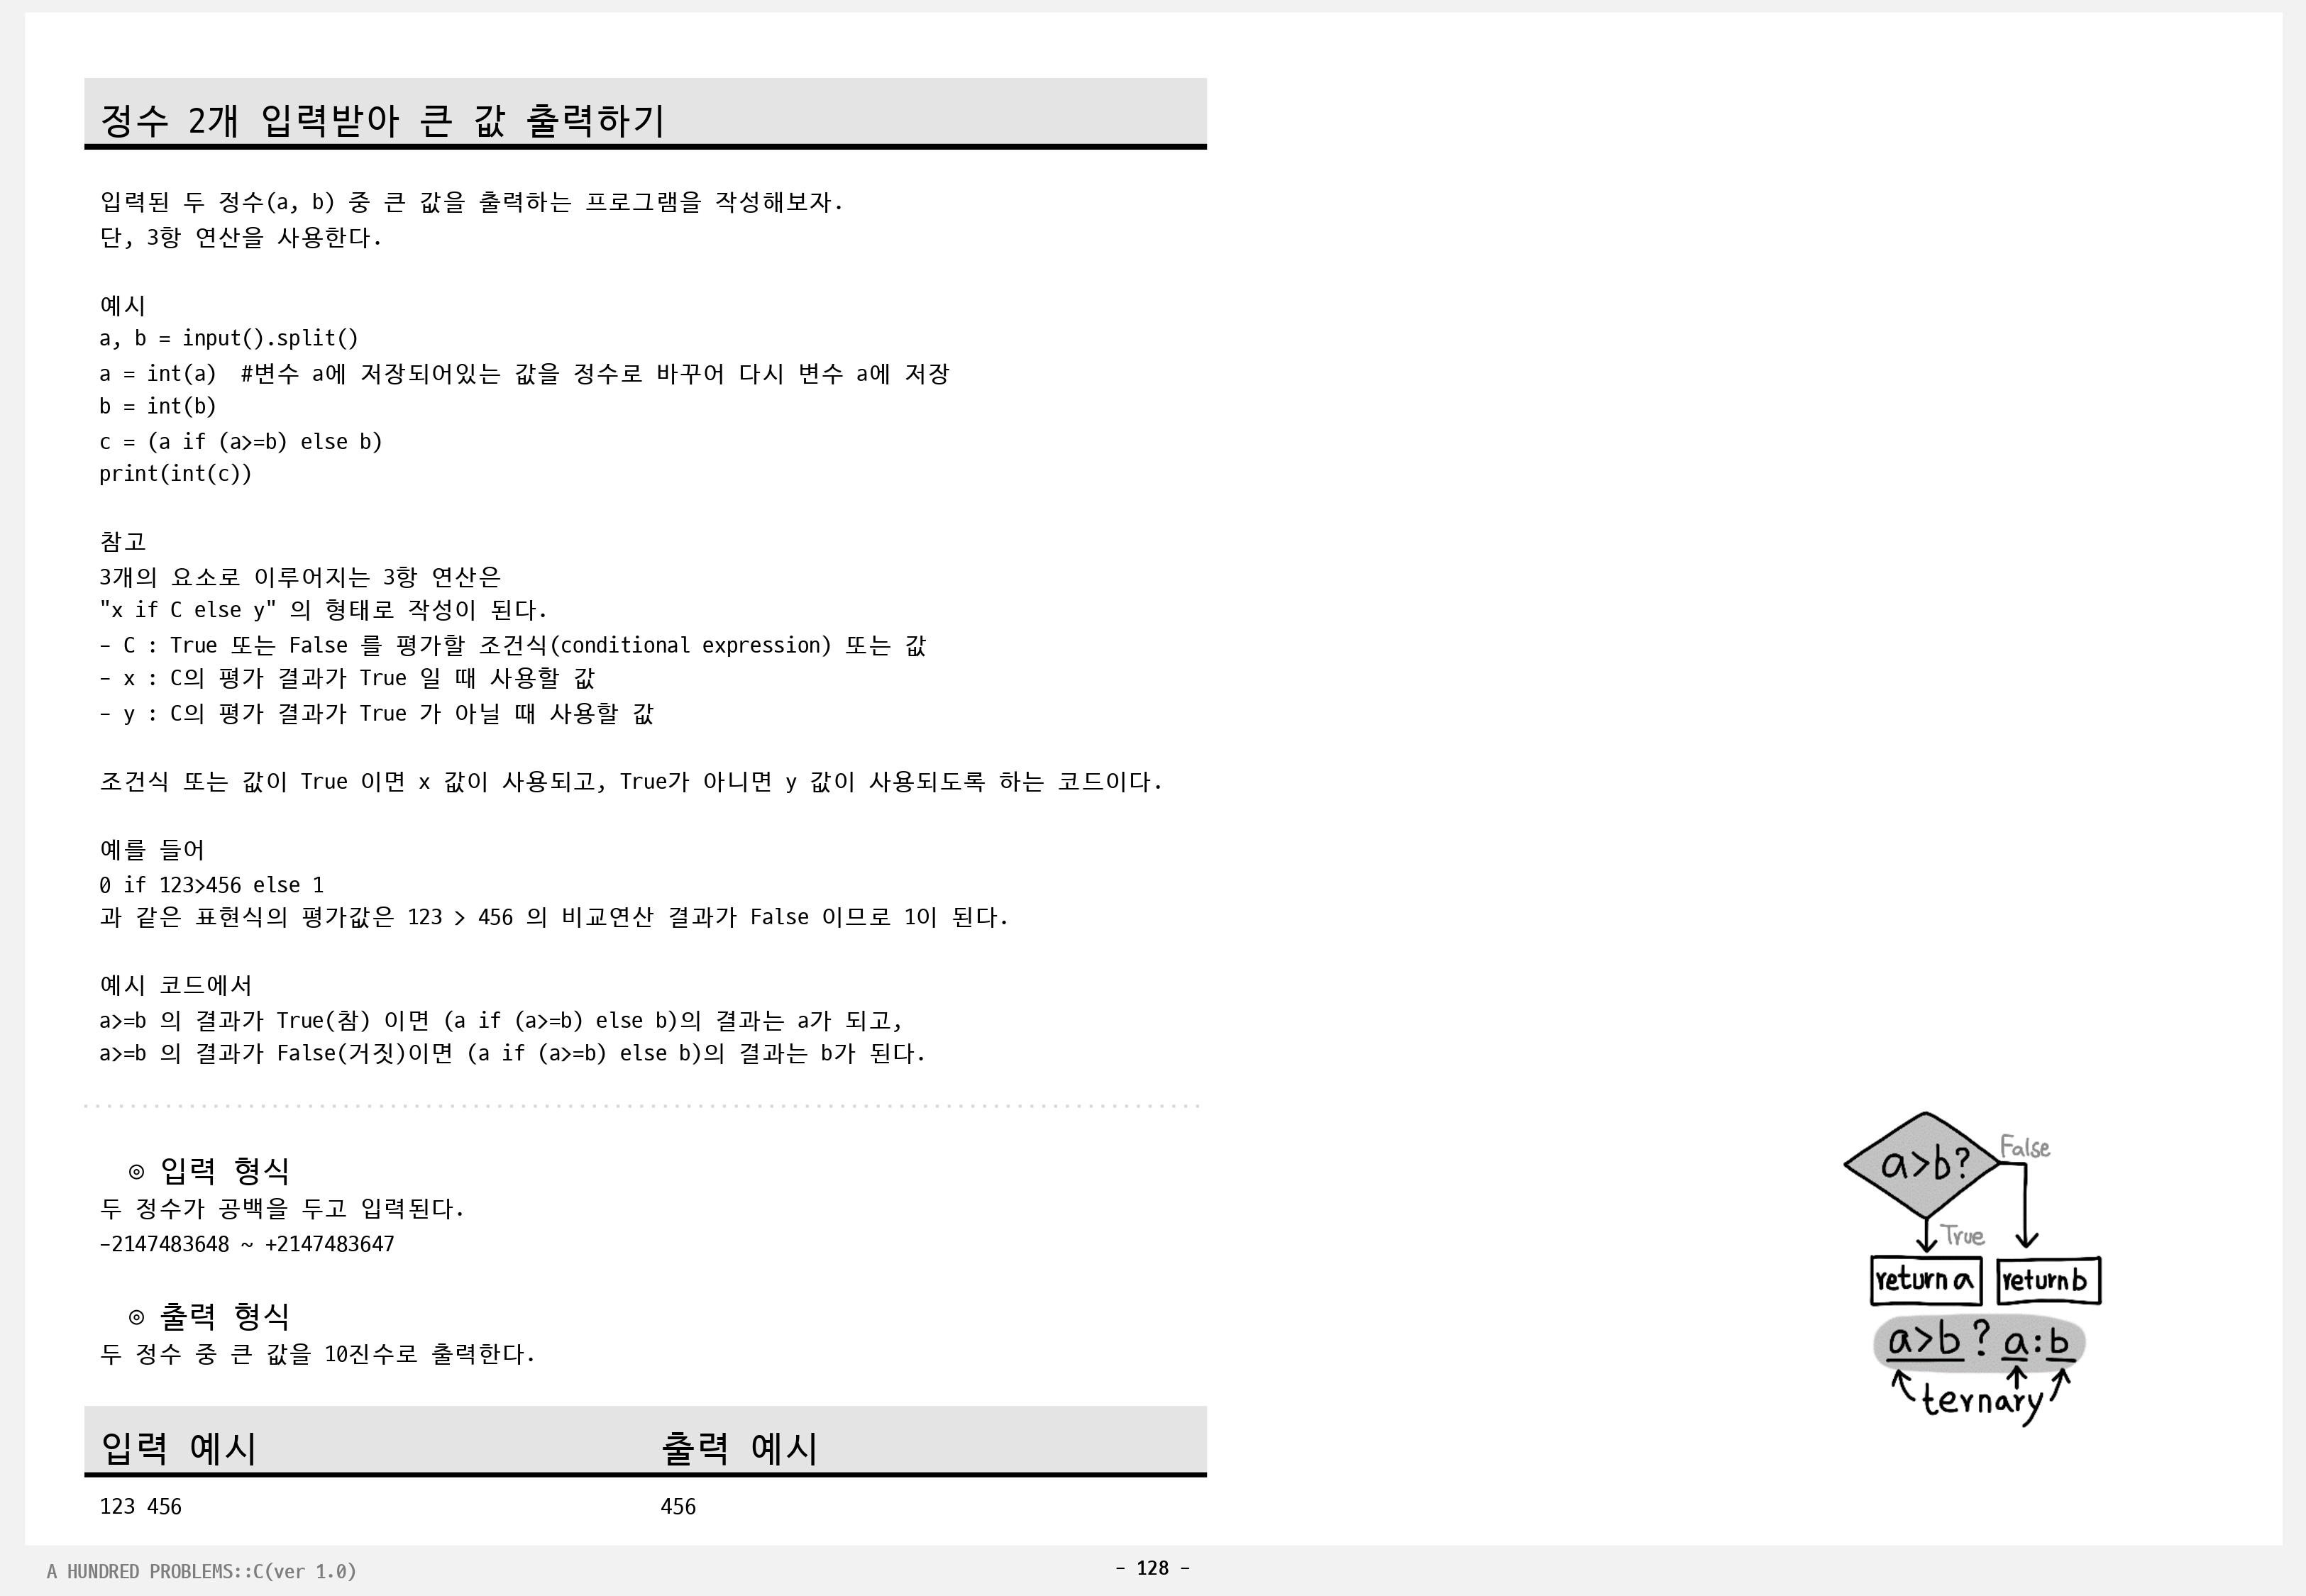 정수 2개 입력받아 큰 값 출력하기
입력된 두 정수(a, b) 중 큰 값을 출력하는 프로그램을 작성해보자.
단, 3항 연산을 사용한다.
예시
a, b = input().split()
a = int(a)  #변수 a에 저장되어있는 값을 정수로 바꾸어 다시 변수 a에 저장
b = int(b)
c = (a if (a>=b) else b)
print(int(c))
참고
3개의 요소로 이루어지는 3항 연산은
"x if C else y" 의 형태로 작성이 된다.
- C : True 또는 False 를 평가할 조건식(conditional expression) 또는 값
- x : C의 평가 결과가 True 일 때 사용할 값
- y : C의 평가 결과가 True 가 아닐 때 사용할 값
조건식 또는 값이 True 이면 x 값이 사용되고, True가 아니면 y 값이 사용되도록 하는 코드이다.
예를 들어
0 if 123>456 else 1
과 같은 표현식의 평가값은 123 > 456 의 비교연산 결과가 False 이므로 1이 된다.
예시 코드에서
a>=b 의 결과가 True(참) 이면 (a if (a>=b) else b)의 결과는 a가 되고,
a>=b 의 결과가 False(거짓)이면 (a if (a>=b) else b)의 결과는 b가 된다.
◎ 입력 형식
두 정수가 공백을 두고 입력된다.
-2147483648 ~ +2147483647
◎ 출력 형식
두 정수 중 큰 값을 10진수로 출력한다.
입력 예시 출력 예시
123 456 456
a>b? False
True
return a return b
a>b ? a : b
ternary
A HUNDRED PROBLEMS::C(ver 1.0)
- 128 -